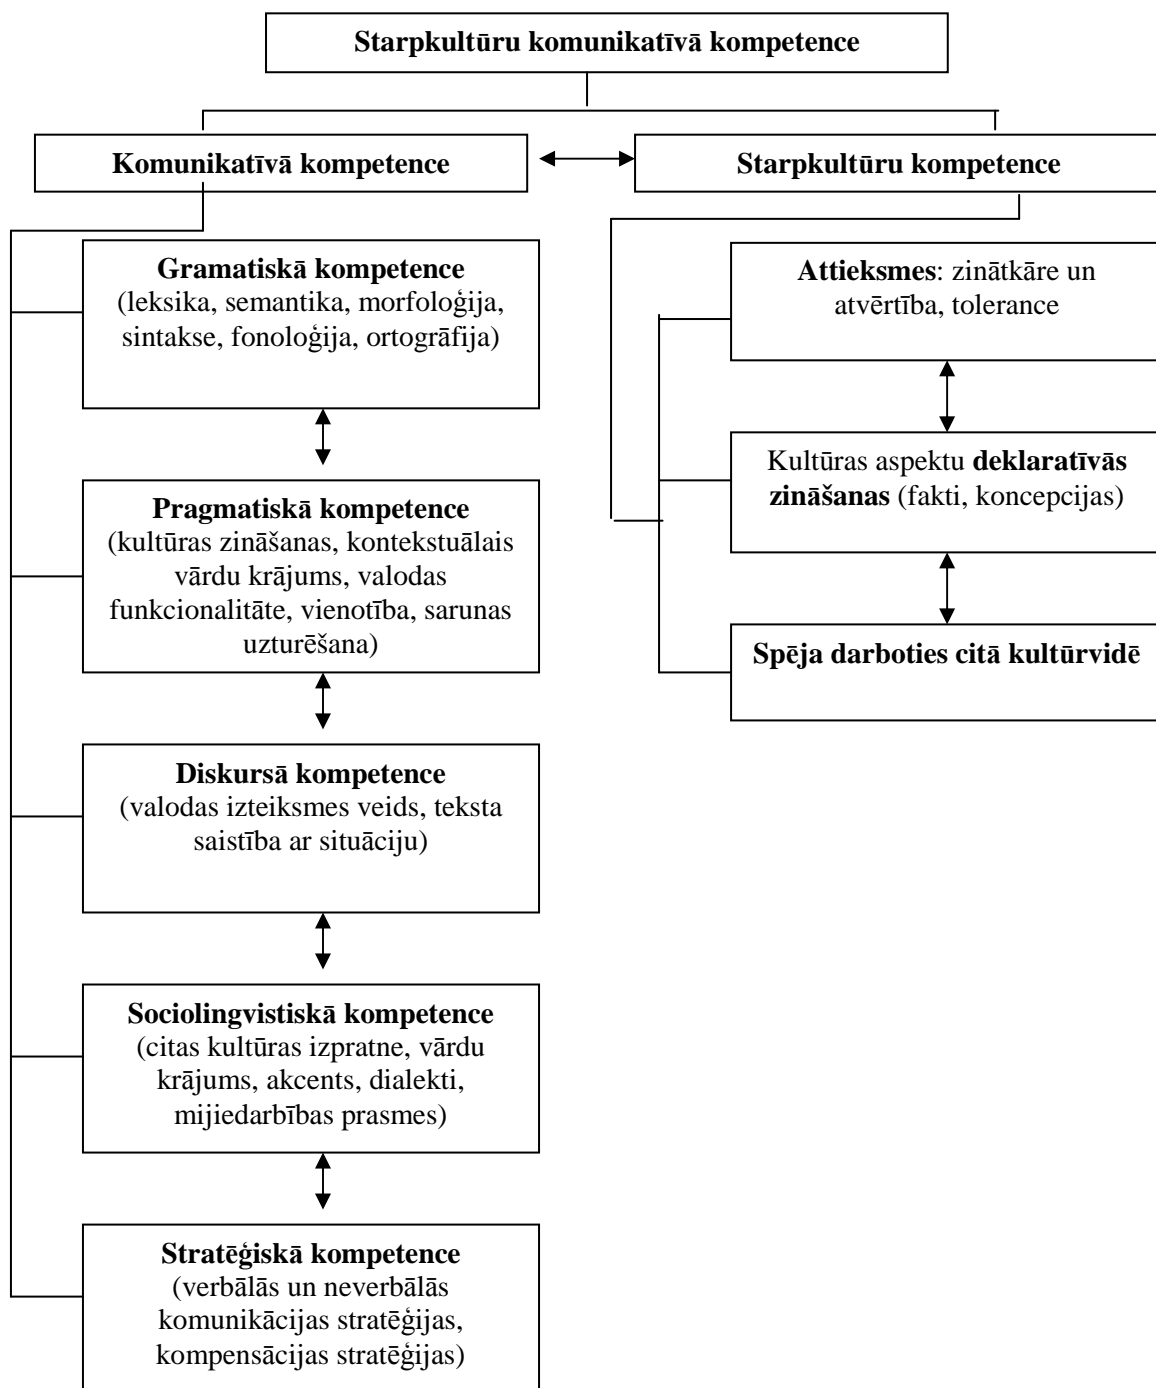 Starpkultūru komunikatīvā kompetence
Komunikatīvā kompetence
Starpkultūru kompetence
Gramatiskā kompetence
(leksika, semantika, morfoloģija,
sintakse, fonoloģija, ortogrāfija)
Pragmatiskā kompetence
(kultūras zināšanas, kontekstuālais
vārdu krājums, valodas
funkcionalitāte, vienotība, sarunas
uzturēšana)
Diskursā kompetence
(valodas izteiksmes veids, teksta
saistība ar situāciju)
Sociolingvistiskā kompetence
(citas kultūras izpratne, vārdu
krājums, akcents, dialekti,
mijiedarbības prasmes)
Stratēģiskā kompetence
(verbālās un neverbālās
komunikācijas stratēģijas,
kompensācijas stratēģijas)
Attieksmes: zinātkāre un
atvērtība, tolerance
Kultūras aspektu deklaratīvās
zināšanas (fakti, koncepcijas)
Spēja darboties citā kultūrvidē